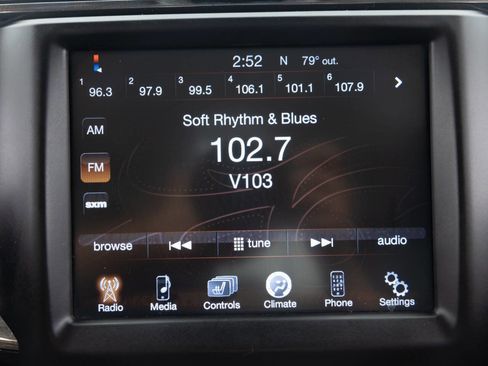 2:52 N 79° out.
1 96.3 2 97.9 3 99.5 4 106.1 5 101.1 6 107.9
AM
Soft Rhythm & Blues
102.7
FM
V103
sxm
browse tune audio
Radio Media Controls Climate Phone Settings